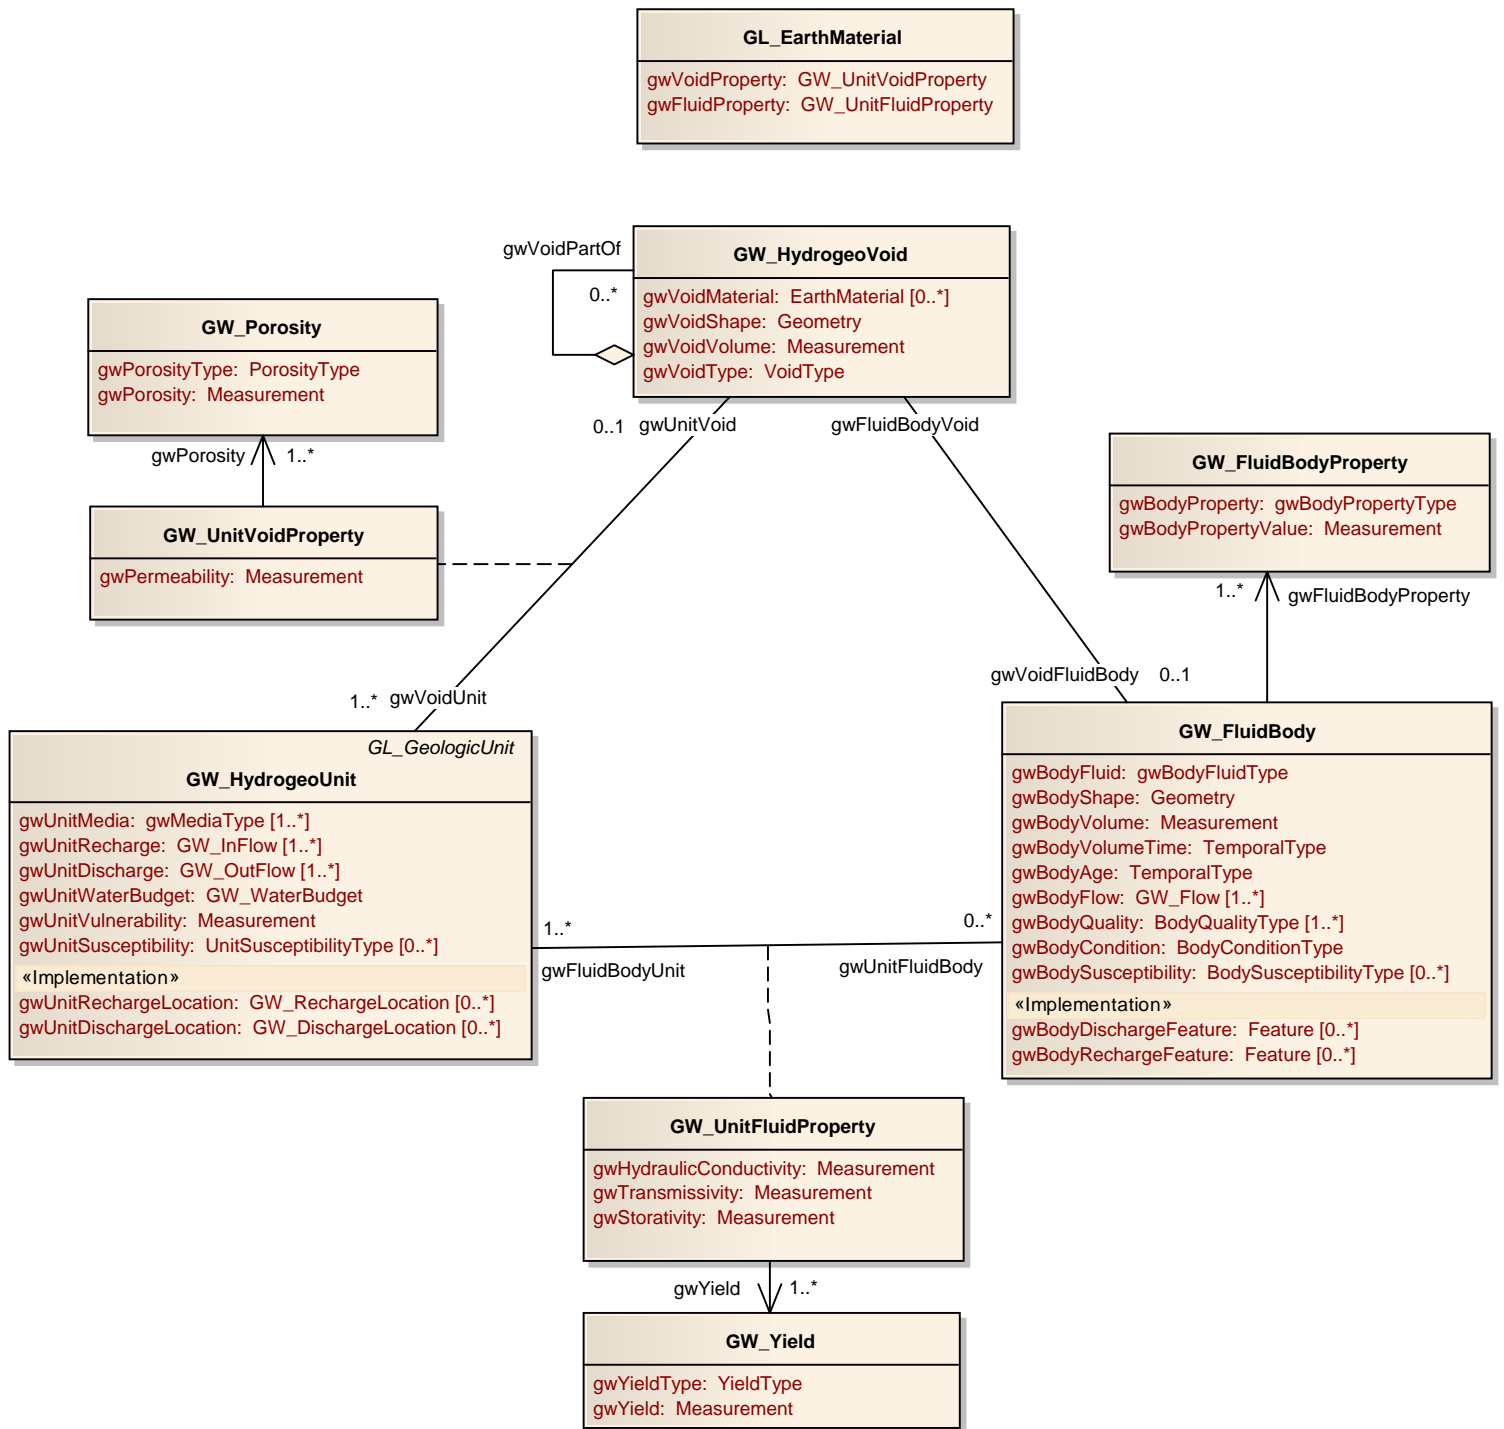 GL_EarthMaterial
gwVoidProperty: GW_UnitVoidProperty
gwFluidProperty: GW_UnitFluidProperty
gwVoidPartOf
0..*
GW_HydrogeoVoid
gwVoidMaterial: EarthMaterial [0..*]
gwVoidShape: Geometry
gwVoidVolume: Measurement
gwVoidType: VoidType
GW_Porosity
gwPorosityType: PorosityType
gwPorosity: Measurement
gwPorosity
1..*
0..1
gwUnitVoid
gwFluidBodyVoid
GW_UnitVoidProperty
gwPermeability: Measurement
GW_FluidBodyProperty
gwBodyProperty: gwBodyPropertyType
gwBodyPropertyValue: Measurement
1..*
gwFluidBodyProperty
gwVoidFluidBody
0..1
1..*
gwVoidUnit
GL_GeologicUnit
GW_HydrogeoUnit
gwUnitMedia: gwMediaType [1..*]
gwUnitRecharge: GW_InFlow [1..*]
gwUnitDischarge: GW_OutFlow [1..*]
gwUnitWaterBudget: GW_WaterBudget
gwUnitVulnerability: Measurement
gwUnitSusceptibility: UnitSusceptibilityType [0..*]
«Implementation»
gwUnitRechargeLocation: GW_RechargeLocation [0..*]
gwUnitDischargeLocation: GW_DischargeLocation [0..*]
1..*
gwFluidBodyUnit
0..*
gwUnitFluidBody
GW_FluidBody
gwBodyFluid: gwBodyFluidType
gwBodyShape: Geometry
gwBodyVolume: Measurement
gwBodyVolumeTime: TemporalType
gwBodyAge: TemporalType
gwBodyFlow: GW_Flow [1..*]
gwBodyQuality: BodyQualityType [1..*]
gwBodyCondition: BodyConditionType
gwBodySusceptibility: BodySusceptibilityType [0..*]
«Implementation»
gwBodyDischargeFeature: Feature [0..*]
gwBodyRechargeFeature: Feature [0..*]
GW_UnitFluidProperty
gwHydraulicConductivity: Measurement
gwTransmissivity: Measurement
gwStorativity: Measurement
gwYield
1..*
GW_Yield
gwYieldType: YieldType
gwYield: Measurement